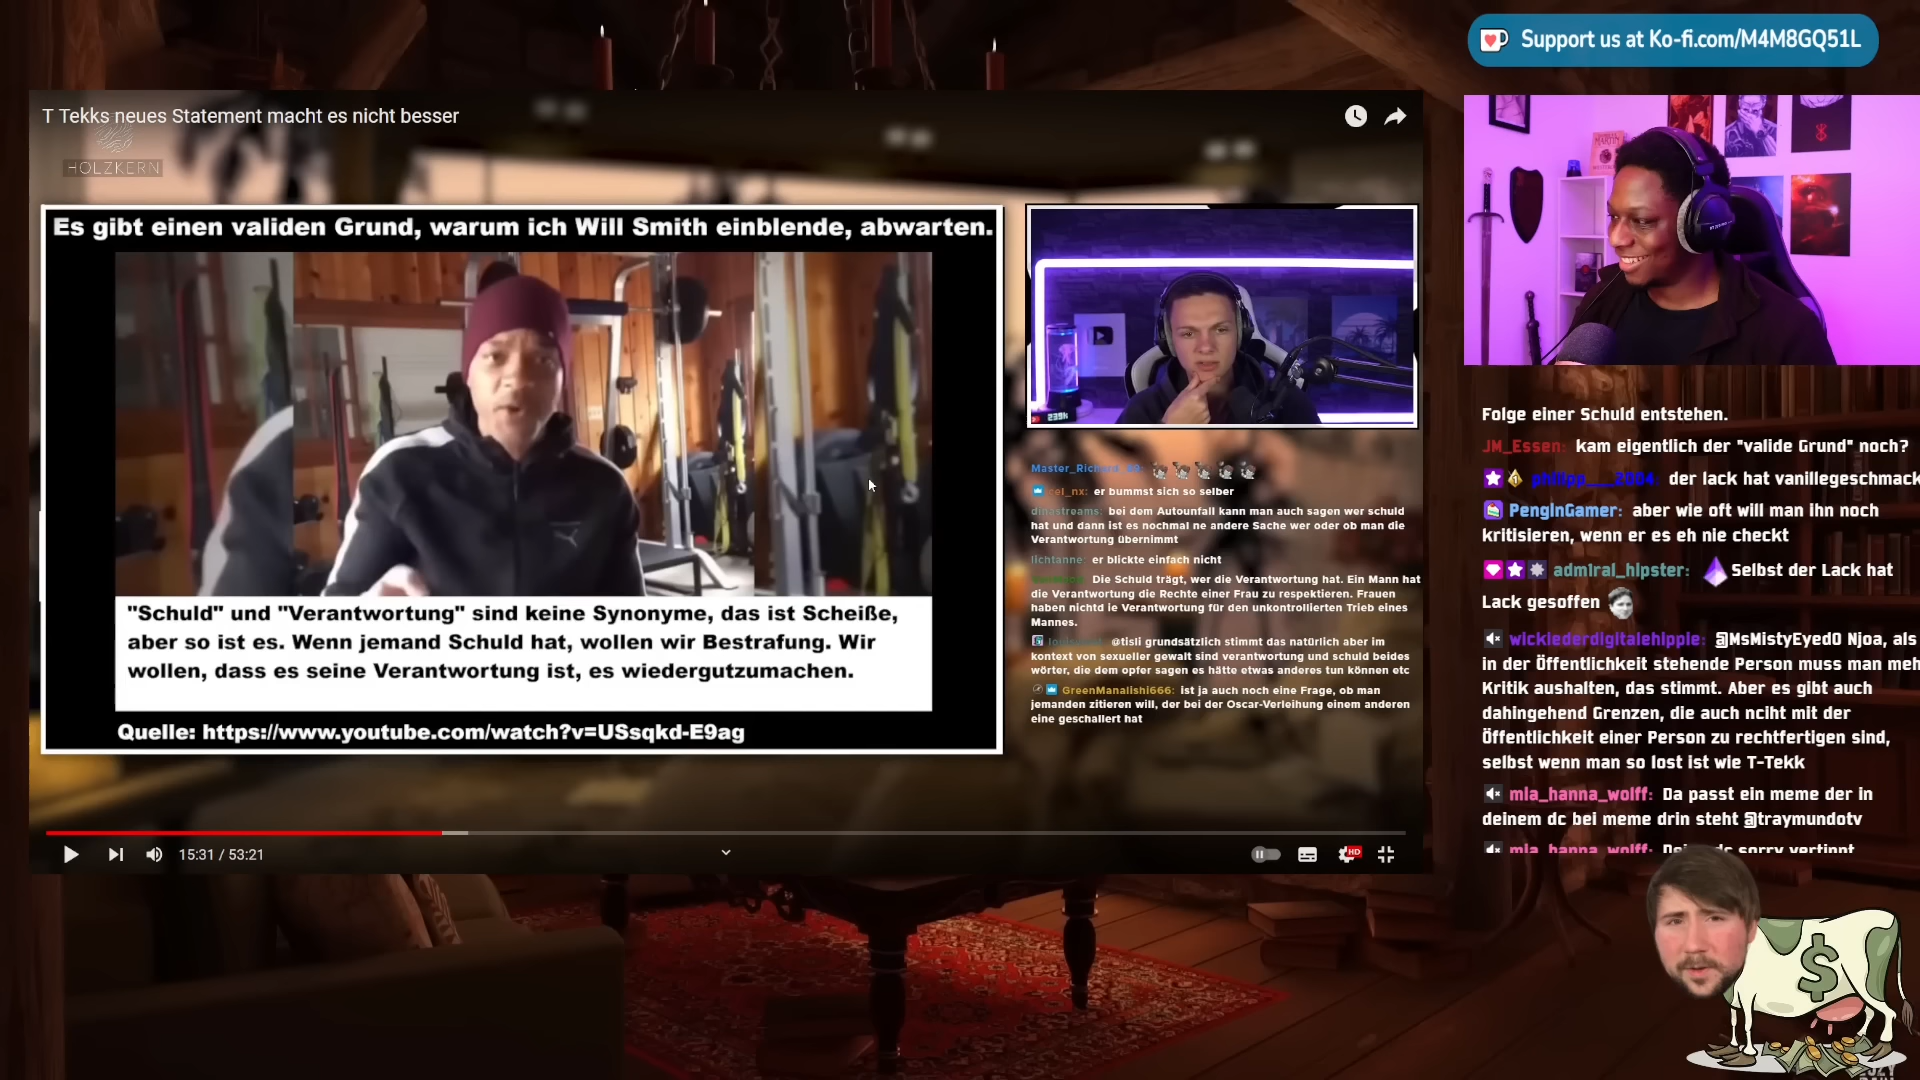 Support us at Ko-fi.com/M4M8GQ51L
T Tekks neues Statement macht es nicht besser
HOLZKERN
Es gibt einen validen Grund, warum ich Will Smith einblende, abwarten.
"Schuld" und "Verantwortung" sind keine Synonyme, das ist Scheiße,
aber so ist es. Wenn jemand Schuld hat, wollen wir Bestrafung. Wir
wollen, dass es seine Verantwortung ist, es wiedergutzumachen.
Quelle: https://www.youtube.com/watch?v=USsqkd-E9ag
239k
er bummst sich so selber
dinastreams: bei dem Autounfall kann man auch sagen wer schuld
hat und dann ist es nochmal ne andere Sache wer oder ob man die
Verantwortung übernimmt
lichtanne: er blickte einfach nicht
Die Schuld trägt, wer die Verantwortung hat. Ein Mann hat
die Verantwortung die Rechte einer Frau zu respektieren. Frauen
haben nichtd ie Verantwortung für den unkontrollierten Trieb eines
Mannes.
@tisli grundsätzlich stimmt das natürlich aber im
kontext von sexueller gewalt sind verantwortung und schuld beides
wörter, die dem opfer sagen es hätte etwas anderes tun können etc
GreenManalishi666: ist ja auch noch eine Frage, ob man
jemanden zitieren will, der bei der Oscar-Verleihung einem anderen
eine geschallert hat
15:31 / 53:21
HD
Folge einer Schuld entstehen.
JM_Essen: kam eigentlich der "valide Grund" noch?
philipp___2004: der lack hat vanillegeschmack
PenginGamer: aber wie oft will man ihn noch
kritisieren, wenn er es eh nie checkt
adm1ral_hipster: Selbst der Lack hat
Lack gesoffen
wickiederdigitalehippie: @MsMistyEyed0 Njoa, als
in der Öffentlichkeit stehende Person muss man meh
Kritik aushalten, das stimmt. Aber es gibt auch
dahingehend Grenzen, die auch nciht mit der
Öffentlichkeit einer Person zu rechtfertigen sind,
selbst wenn man so lost ist wie T-Tekk
mia_hanna_wolff: Da passt ein meme der in
deinem dc bei meme drin steht @traymundotv
mia_hanna_wolff: sorry vertippt
$